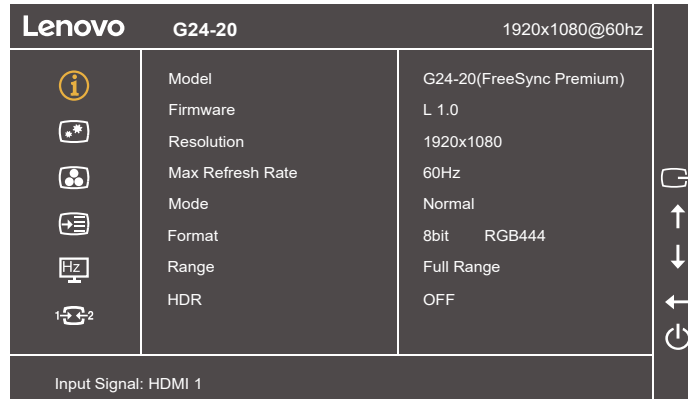 Lenovo G24-20 1920x1080@60hz
Model G24-20(FreeSync Premium)
Firmware L 1.0
Resolution 1920x1080
Max Refresh Rate 60Hz
Mode Normal
Format 8bit RGB444
Range Full Range
HDR OFF
Hz
1 2
Input Signal: HDMI 1